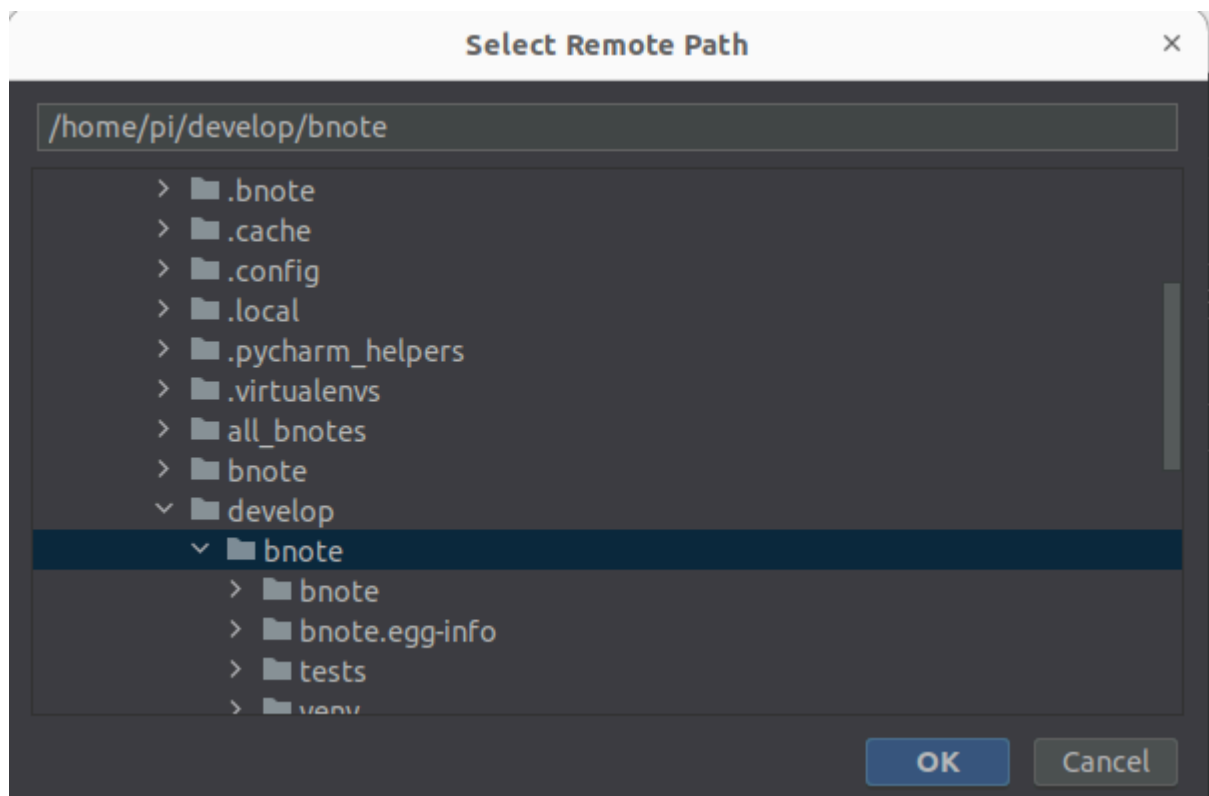 Select Remote Path
/home/pi/develop/bnote
.bnote
.cache
.config
.local
.pycharm_helpers
.virtualenvs
all_bnotes
bnote
develop
bnote
bnote
bnote.egg-info
tests
venv
OK Cancel